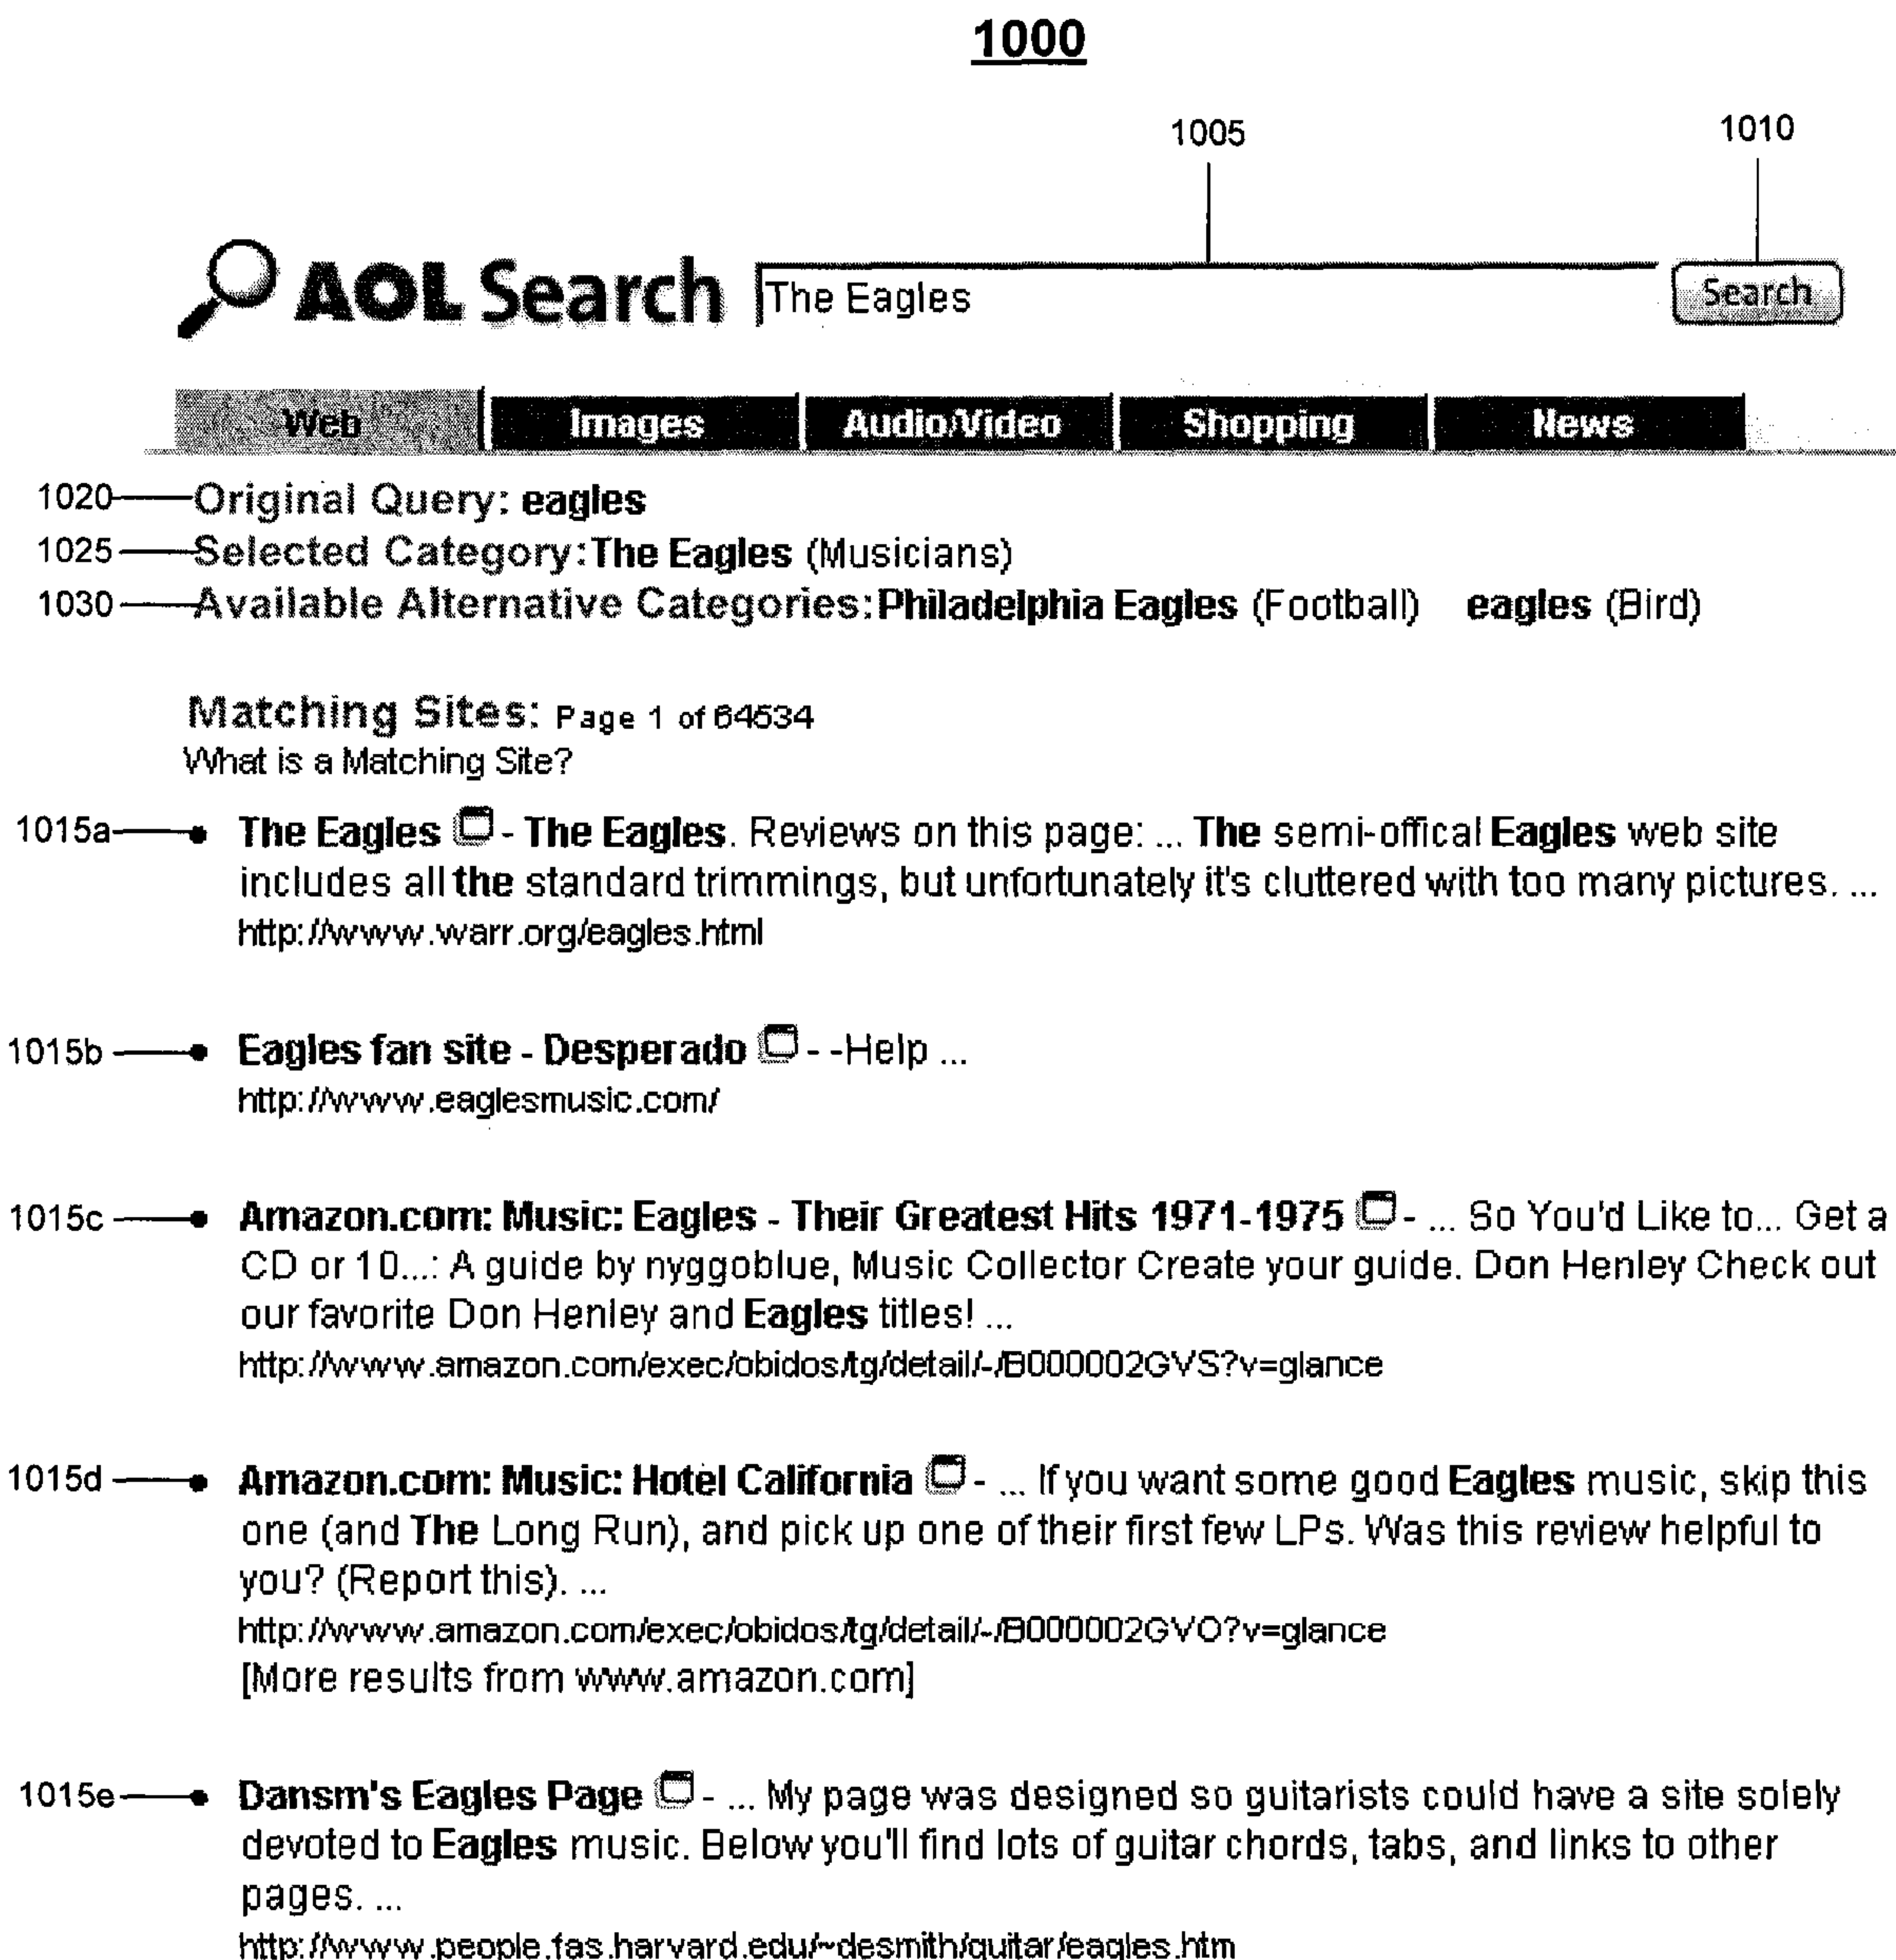 1000
1005 1010
AOL Search The Eagles Search
Web Images Audio/Video Shopping News
1020 Original Query: eagles
1025 Selected Category: The Eagles (Musicians)
1030 Available Alternative Categories: Philadelphia Eagles (Football) eagles (Bird)
Matching Sites: Page 1 of 64534
What is a Matching Site?
1015a • The Eagles - The Eagles. Reviews on this page: ... The semi-offical Eagles web site
includes all the standard trimmings, but unfortunately it's cluttered with too many pictures. ...
http://www.warr.org/eagles.html
1015b • Eagles fan site - Desperado - -Help ...
http://www.eaglesmusic.com/
1015c • Amazon.com: Music: Eagles - Their Greatest Hits 1971-1975 - ... So You'd Like to... Get a
CD or 10...: A guide by nyggoblue, Music Collector Create your guide. Don Henley Check out
our favorite Don Henley and Eagles titles! ...
http://www.amazon.com/exec/obidos/tg/detail/-/B000002GVS?v=glance
1015d • Amazon.com: Music: Hotel California - ... If you want some good Eagles music, skip this
one (and The Long Run), and pick up one of their first few LPs. Was this review helpful to
you? (Report this). ...
http://www.amazon.com/exec/obidos/tg/detail/-/B000002GVO?v=glance
[More results from www.amazon.com]
1015e • Dansm's Eagles Page - ... My page was designed so guitarists could have a site solely
devoted to Eagles music. Below you'll find lots of guitar chords, tabs, and links to other
pages. ...
http://www.people.fas.harvard.edu/~desmith/guitar/eagles.htm